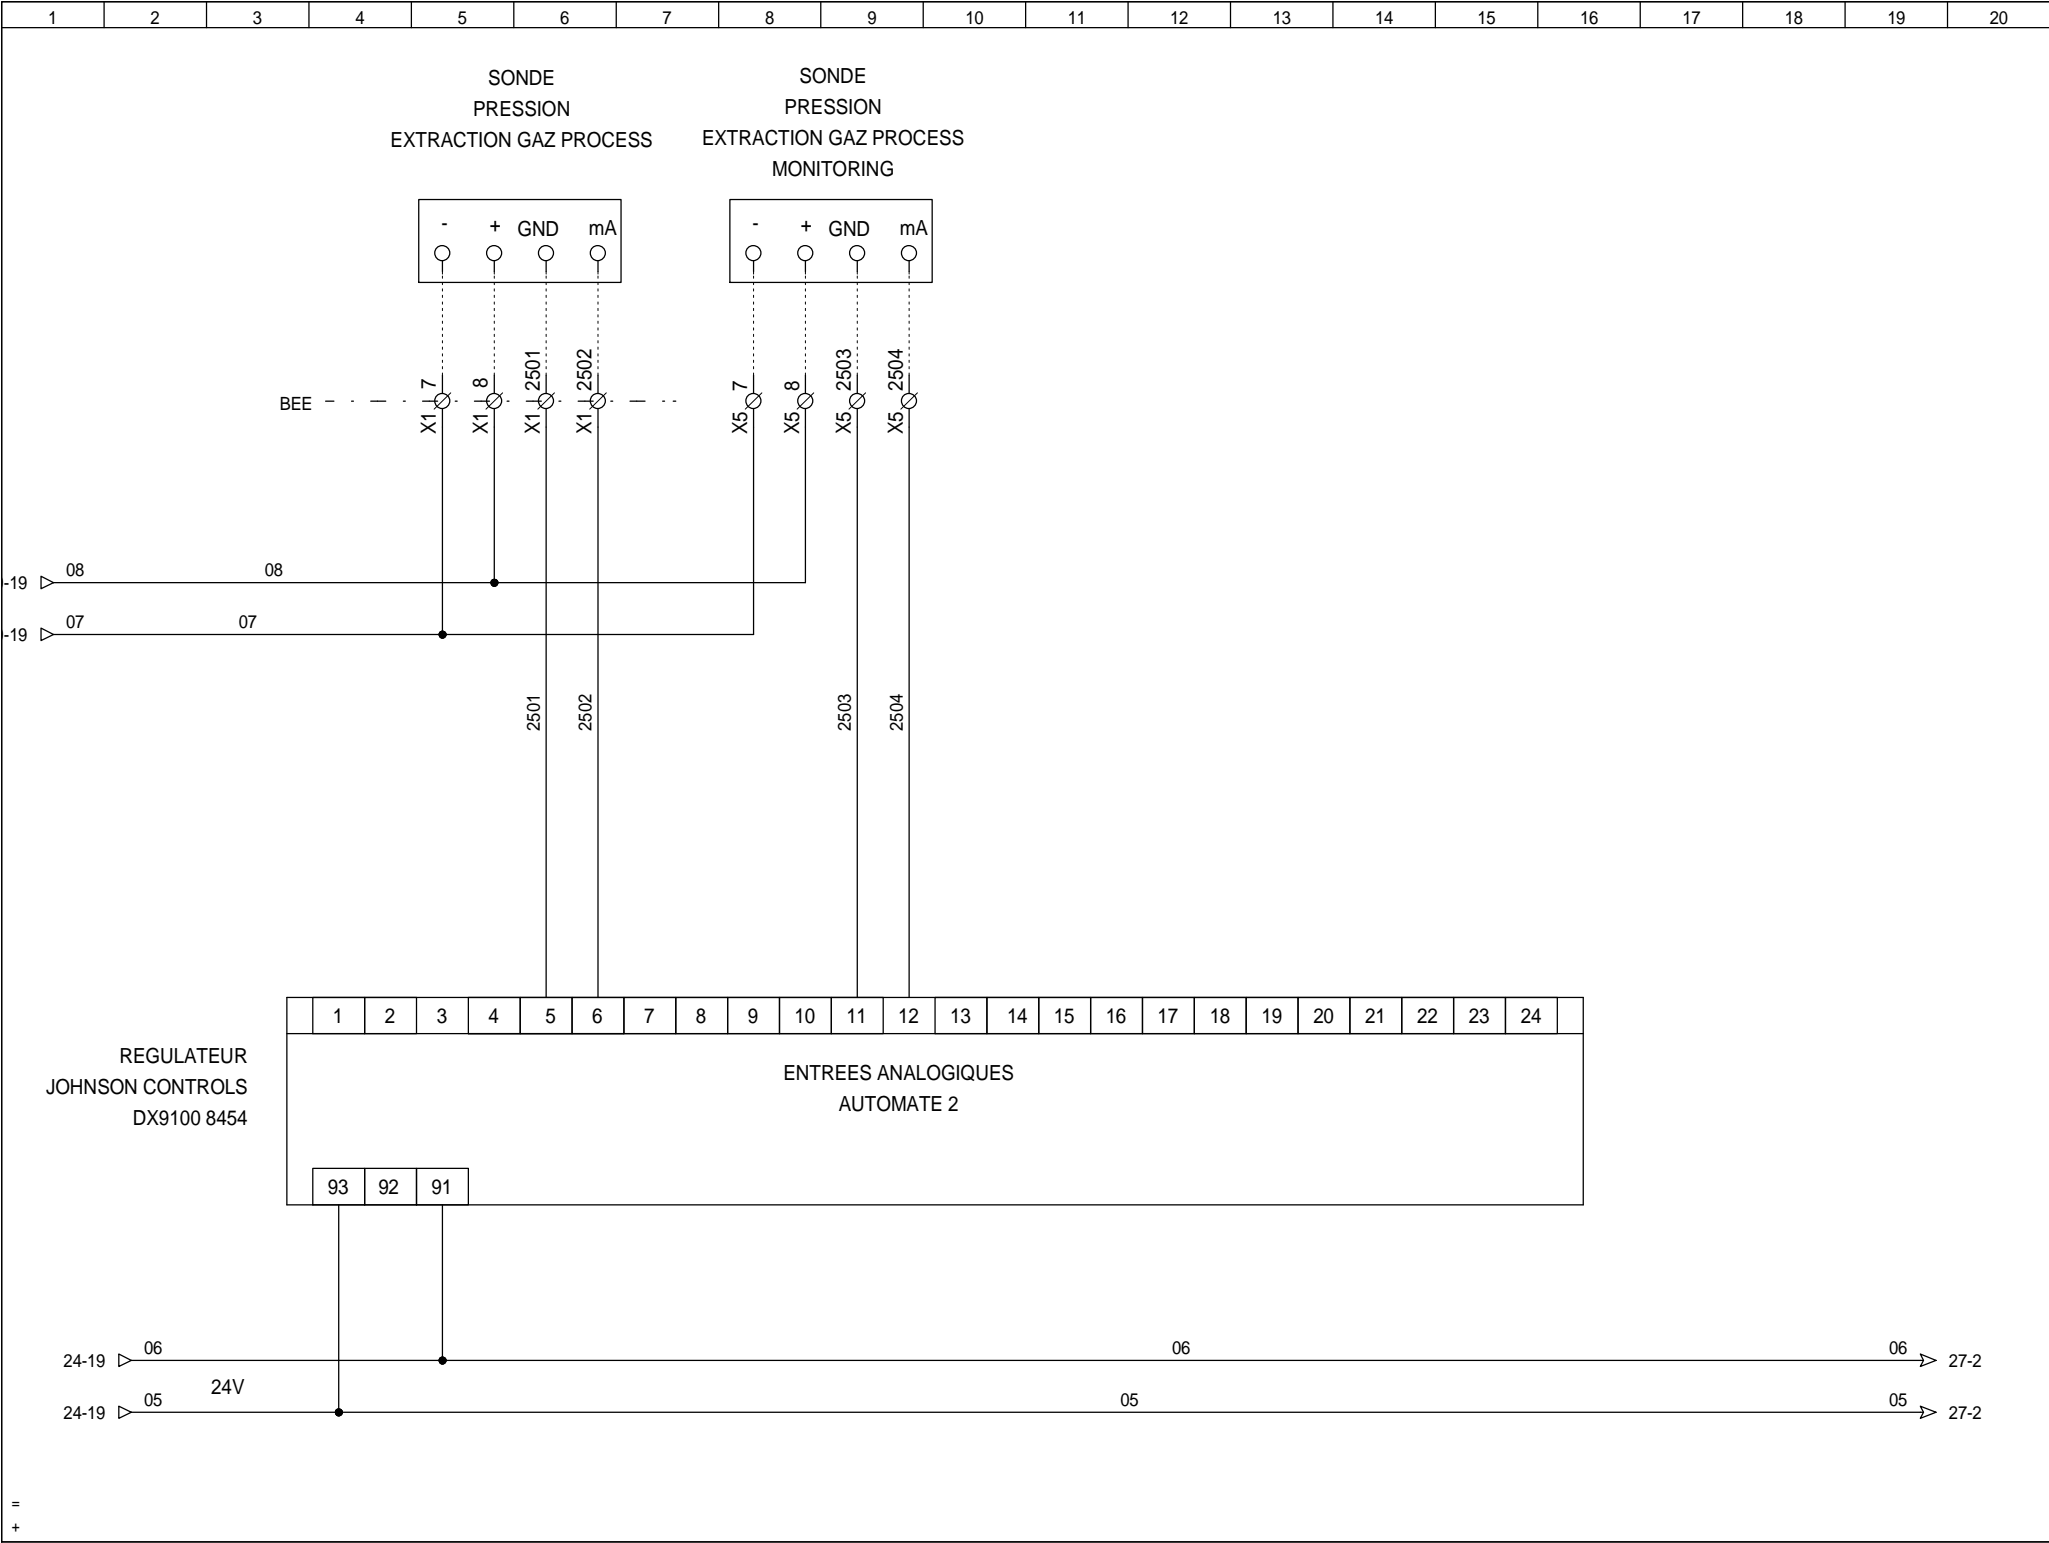 1 2 3 4 5 6 7 8 9 10 11 12 13 14 15 16 17 18 19 20
SONDE
PRESSION
EXTRACTION GAZ PROCESS
SONDE
PRESSION
EXTRACTION GAZ PROCESS
MONITORING
- + GND mA
- + GND mA
7 8 2501 2502
7 8 2503 2504
BEE
X1 X1 X1 X1
X5 X5 X5 X5
-19 08 08
-19 07 07
2501 2502 2503 2504
1 2 3 4 5 6 7 8 9 10 11 12 13 14 15 16 17 18 19 20 21 22 23 24
REGULATEUR
JOHNSON CONTROLS
DX9100 8454
ENTREES ANALOGIQUES
AUTOMATE 2
93 92 91
24-19 06 06 06 27-2
24V
24-19 05 05 05 27-2
=
+